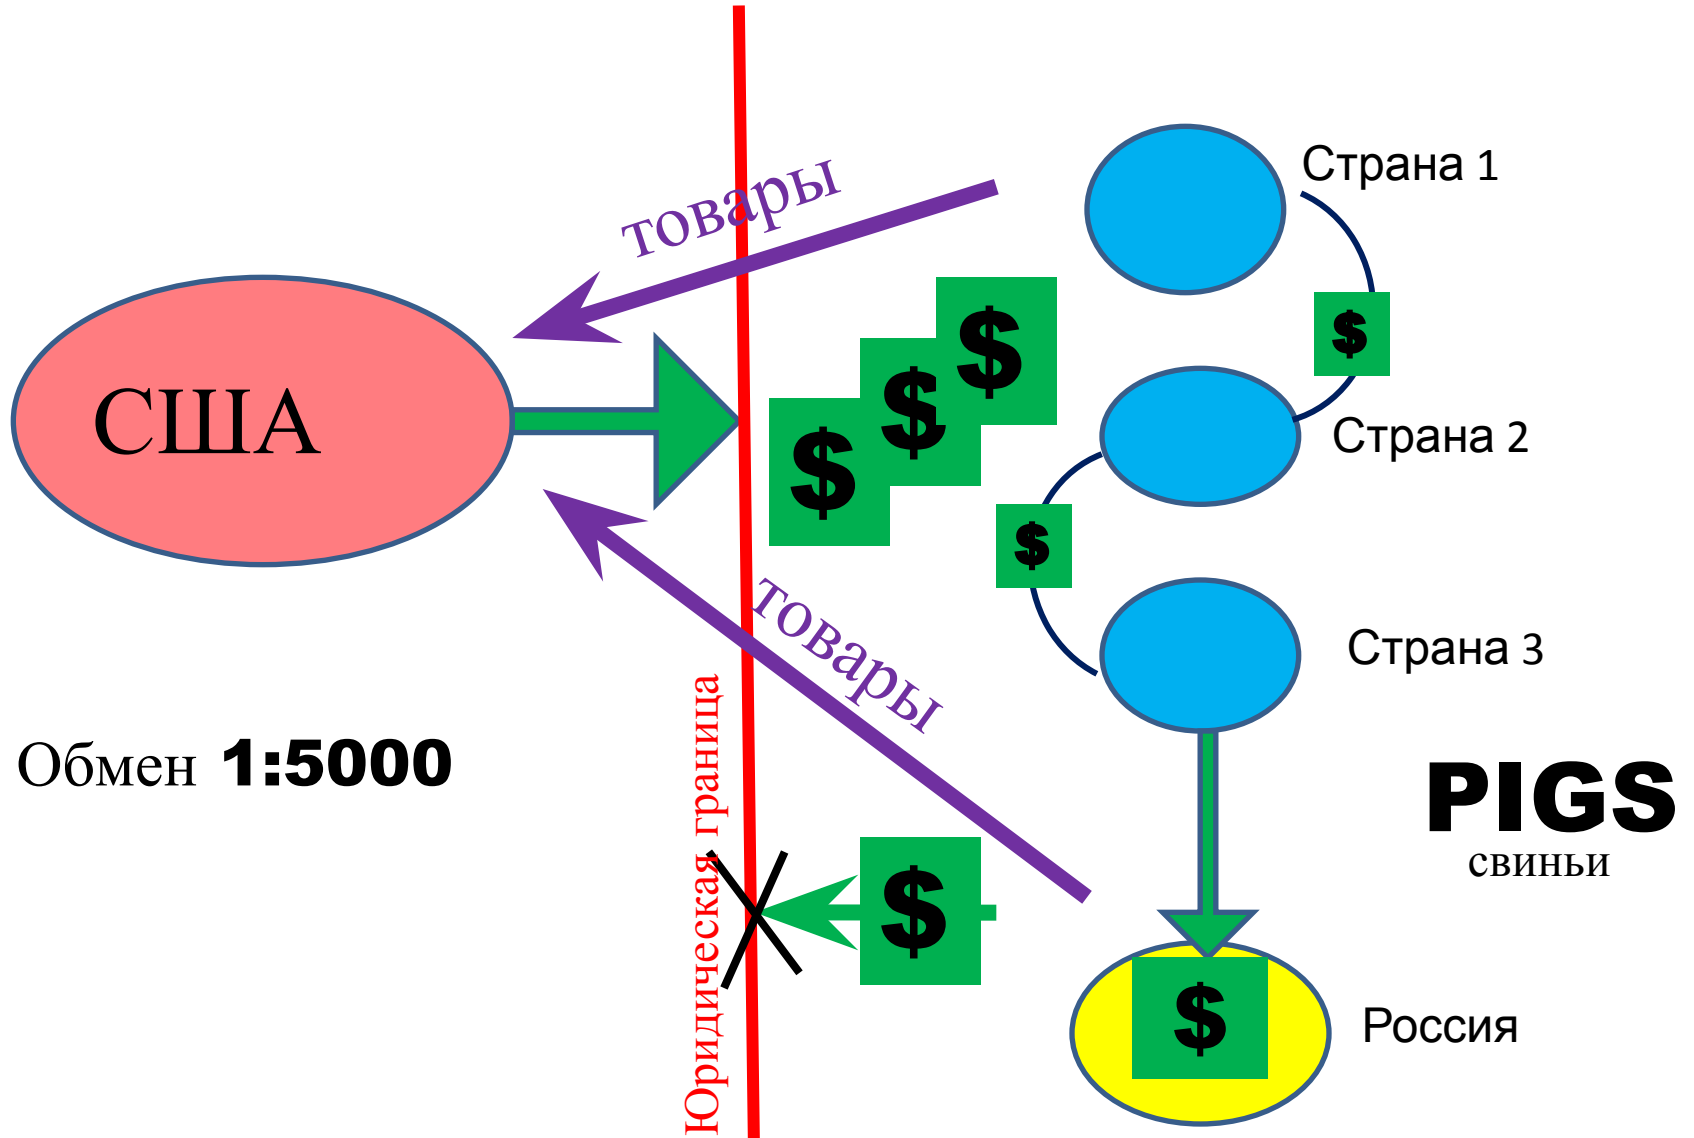 товары
Страна 1
$
$
$
$
США
Страна 2
$
$
товары
Страна 3
Юридическая граница
Обмен 1:5000
PIGS
свиньи
$
$
Россия